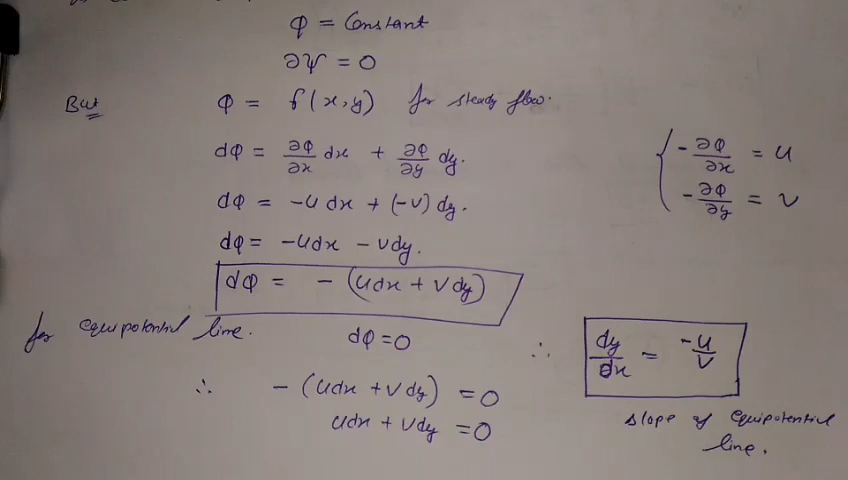 φ = Constant
∂ψ = 0
But φ = f(x,y) for steady flow.
dφ = ∂φ/∂x dx + ∂φ/∂y dy.
{ -∂φ/∂x = u
-∂φ/∂y = v
dφ = -u dx + (-v) dy.
dφ = -udx - vdy.
dφ = - (udx + vdy)
for equipotential line.
dφ=0
∴ dy/dx = -u/v
∴ - (udx + vdy) = 0
udx + vdy = 0
slope of equipotential
line.